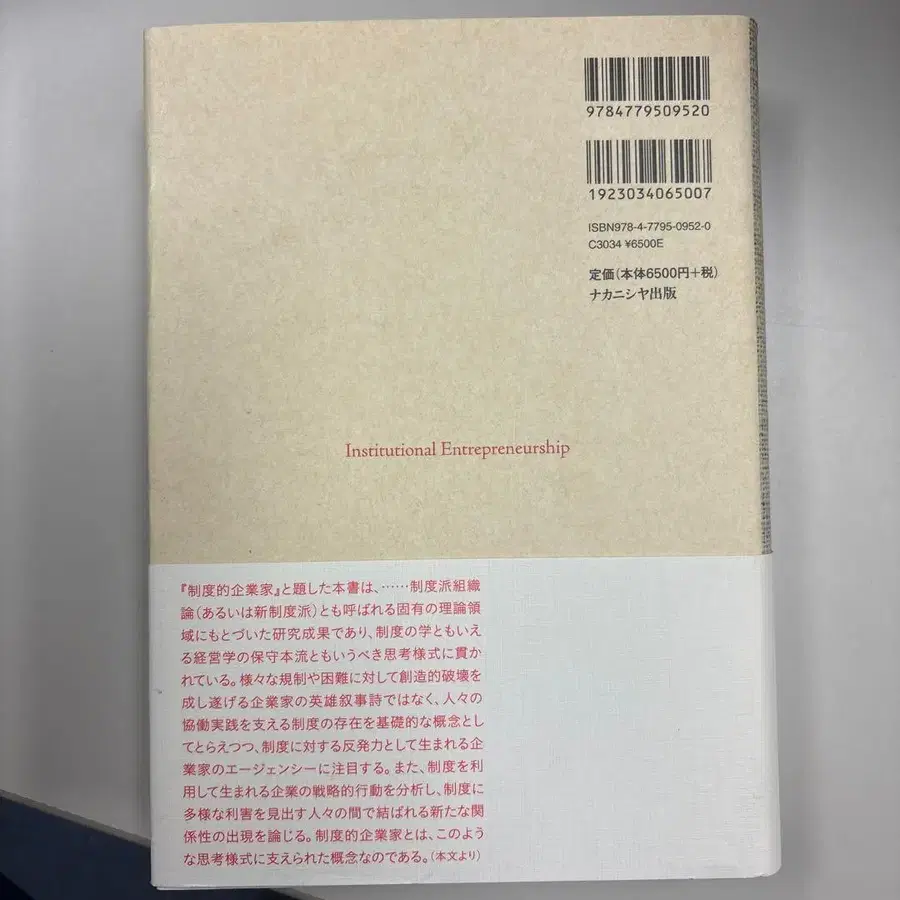 9784779509520
1923034065007
ISBN978-4-7795-0952-0
C3034 ¥6500E
定価(本体6500円+税)
ナカニシヤ出版
Institutional Entrepreneurship
『制度的企業家』と題した本書は、……制度派組織
論(あるいは新制度派)とも呼ばれる固有の理論領
域にもとづいた研究成果であり、制度の学ともいえ
る経営学の保守本流ともいうべき思考様式に貫か
れている。様々な規制や困難に対して創造的破壊を
成し遂げる企業家の英雄叙事詩ではなく、人々の
協働実践を支える制度の存在を基礎的な概念とし
てとらえつつ、制度に対する反発力として生まれる企
業家のエージェンシーに注目する。また、制度を利
用して生まれる企業の戦略的行動を分析し、制度
に多様な利害を見出す人々の間で結ばれる新たな関
係性の出現を論じる。制度的企業家とは、このよう
な思考様式に支えられた概念なのである。(本文より)